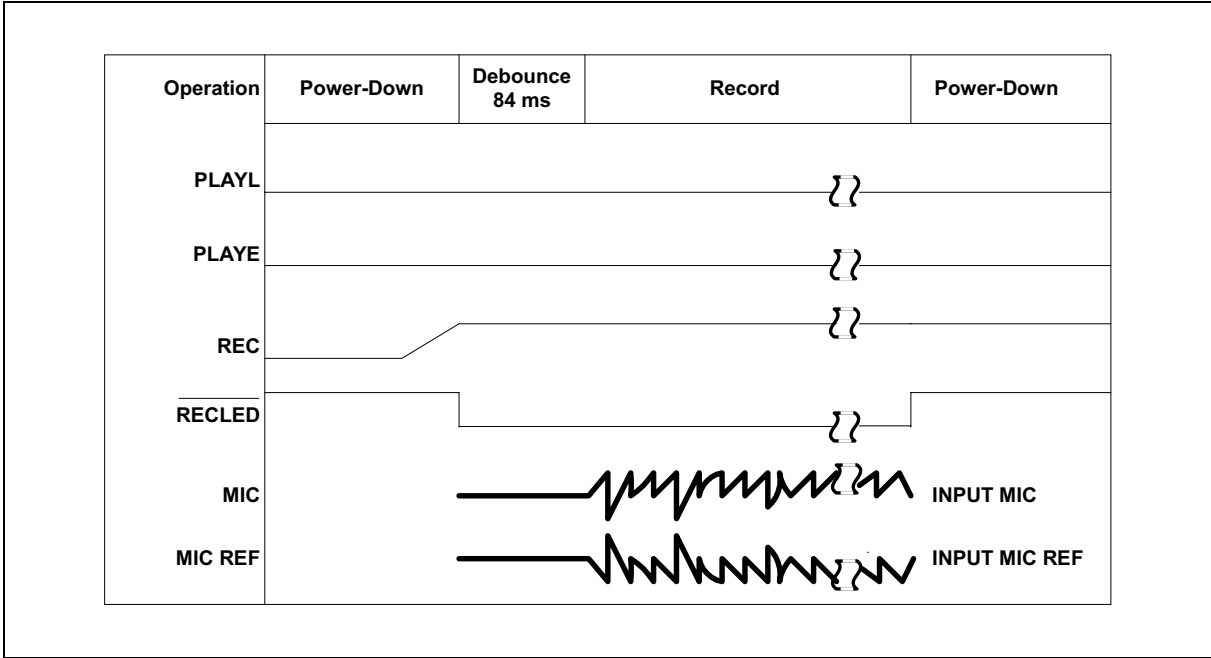 Operation
Power-Down
Debounce
84 ms
Record
Power-Down
PLAYL
PLAYE
REC
RECLED
MIC
INPUT MIC
MIC REF
INPUT MIC REF